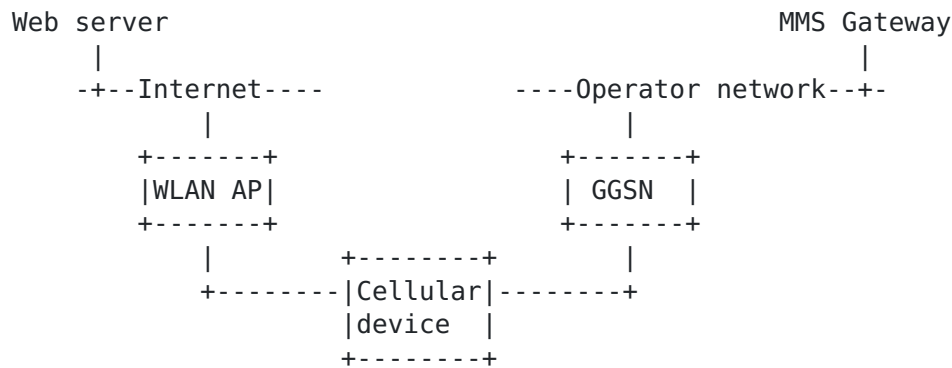 Web server                                       MMS Gateway
     |                                                |
    -+--Internet----            ----Operator network--+-
            |                          |
        +-------+                  +-------+
        |WLAN AP|                  | GGSN  |
        +-------+                  +-------+
            |        +--------+        |
            +--------|Cellular|--------+
                     |device  |
                     +--------+